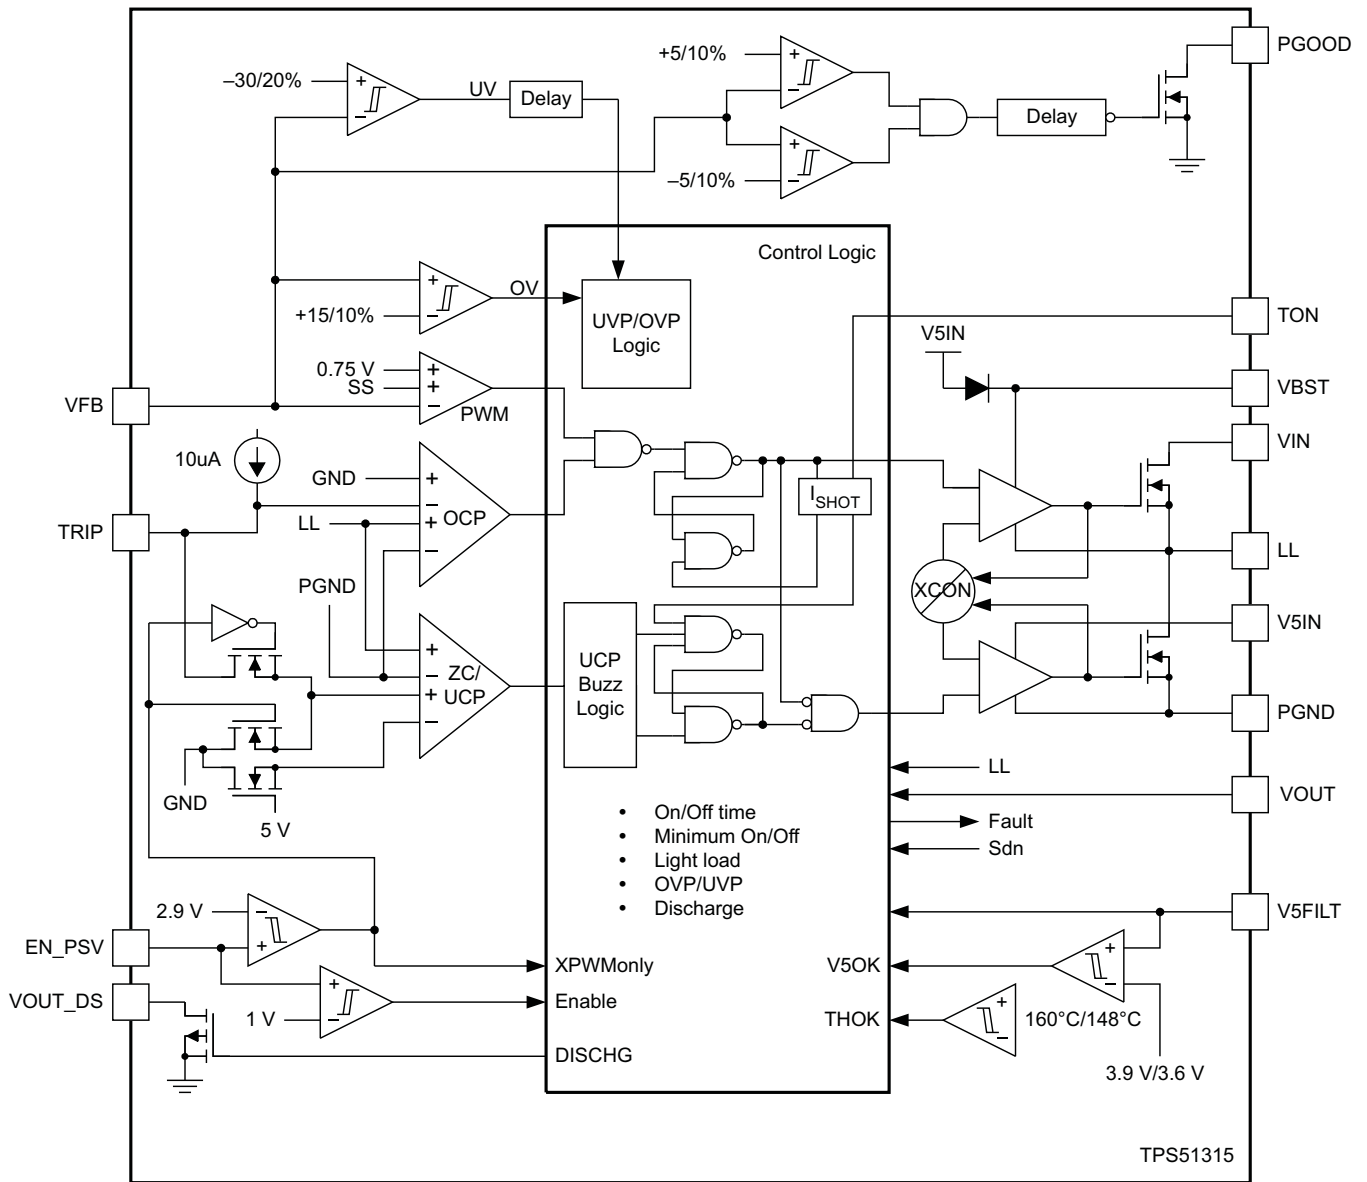 PGOOD
+5/10%
–30/20%
UV
Delay
Delay
–5/10%
Control Logic
OV
UVP/OVP
Logic
+15/10%
TON
V5IN
0.75 V
SS
PWM
VBST
VFB
VIN
10uA
GND
I SHOT
OCP
LL
TRIP
LL
PGND
XCON
V5IN
ZC/
UCP
UCP
Buzz
Logic
PGND
LL
GND
VOUT
5 V
• On/Off time
Fault
• Minimum On/Off
Sdn
• Light load
• OVP/UVP
• Discharge
2.9 V
V5FILT
EN_PSV
XPWMonly
V5OK
VOUT_DS
Enable
1 V
THOK
160°C/148°C
DISCHG
3.9 V/3.6 V
TPS51315